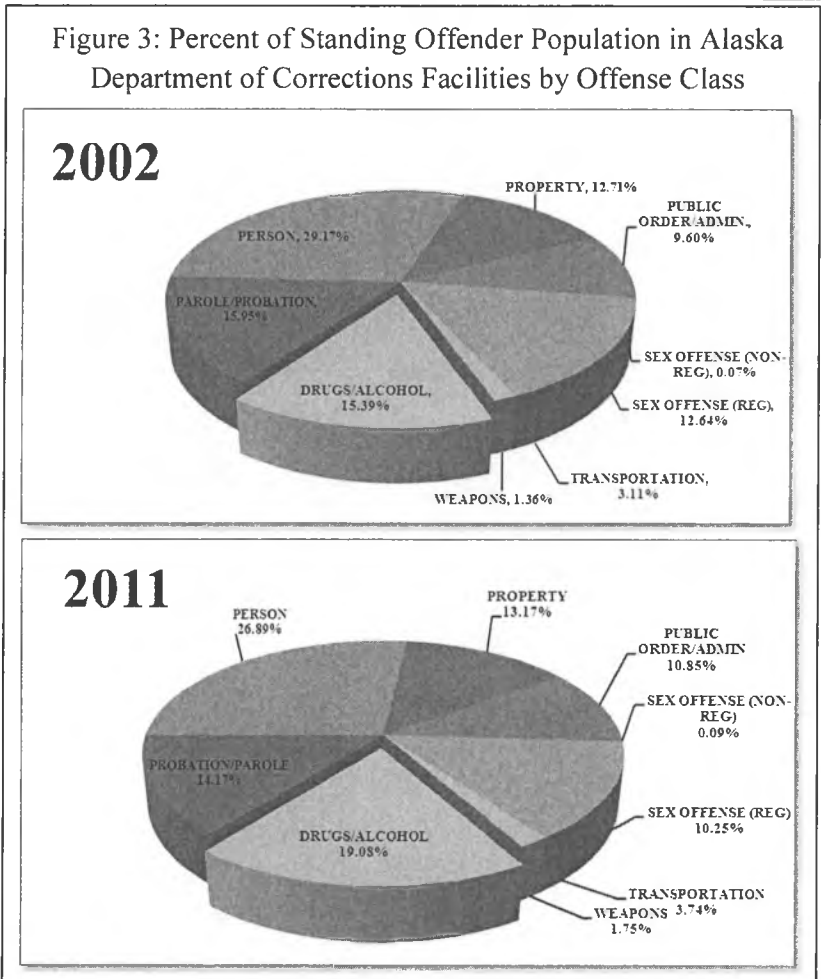 Figure 3: Percent of Standing Offender Population in Alaska
Department of Corrections Facilities by Offense Class
2002
PROPERTY, 12.71%
PUBLIC
ORDER/ADMIN.,
9.60%
PERSON, 29.17%
PAROLL/PROBATION,
15.95%
SEX OFFENSE (NON-
REG), 0.07%
DRUGS/ALCOHOL,
15.39%
SEX OFFENSE (REG),
12.64%
TRANSPORTATION,
3.11%
WEAPONS, 1.36%
2011
PERSON
26.89%
PROPERTY
13.17%
PUBLIC
ORDER/ADMIN
10.85%
SEX OFFENSE (NON-
REG)
0.09%
PROBATION/PAROLE
14.17%
SEX OFFENSE (REG)
10.25%
DRUGS/ALCOHOL
19.08%
TRANSPORTATION
3.74%
WEAPONS
1.75%